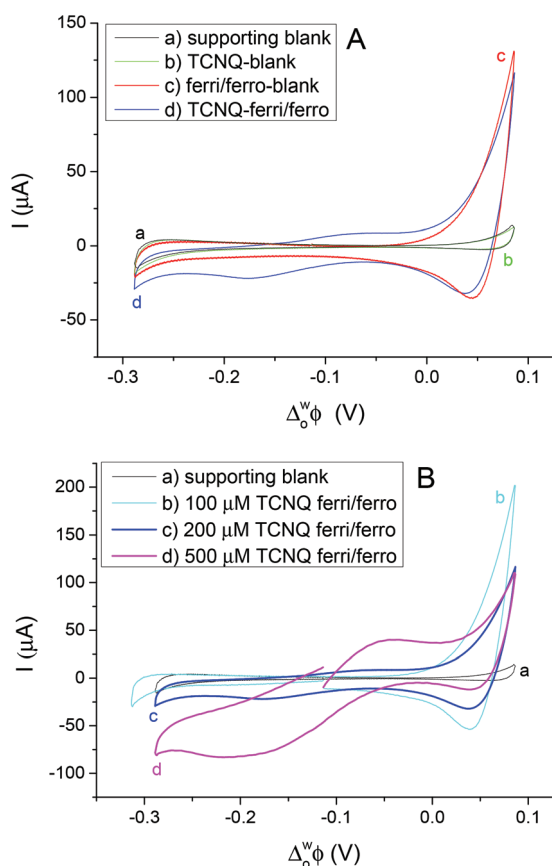 A
a) supporting blank
b) TCNQ-blank
c) ferri/ferro-blank
d) TCNQ-ferri/ferro
c
a
b
d
I (μA)
150
100
50
0
-50
-0.3 -0.2 -0.1 0.0 0.1
Δ_o^w ϕ (V)
B
a) supporting blank
b) 100 μM TCNQ ferri/ferro
c) 200 μM TCNQ ferri/ferro
d) 500 μM TCNQ ferri/ferro
b
a
c
d
I (μA)
200
150
100
50
0
-50
-100
-0.3 -0.2 -0.1 0.0 0.1
Δ_o^w ϕ (V)